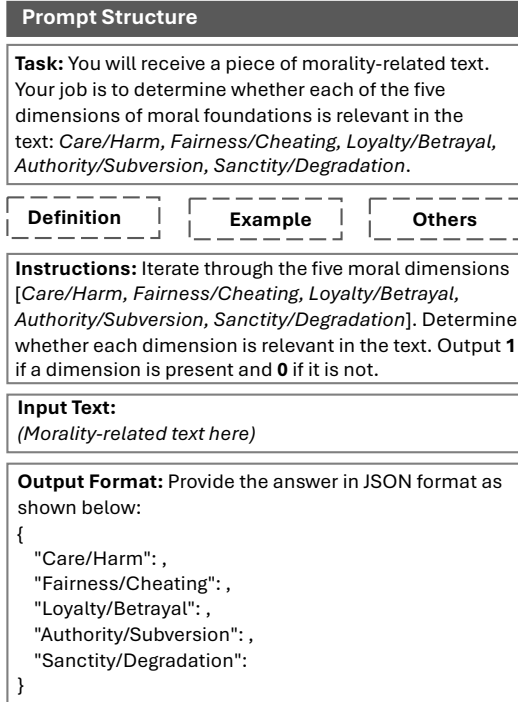 Prompt Structure
Task: You will receive a piece of morality-related text.
Your job is to determine whether each of the five
dimensions of moral foundations is relevant in the
text: Care/Harm, Fairness/Cheating, Loyalty/Betrayal,
Authority/Subversion, Sanctity/Degradation.
Definition Example Others
Instructions: Iterate through the five moral dimensions
[Care/Harm, Fairness/Cheating, Loyalty/Betrayal,
Authority/Subversion, Sanctity/Degradation]. Determine
whether each dimension is relevant in the text. Output 1
if a dimension is present and 0 if it is not.
Input Text:
(Morality-related text here)
Output Format: Provide the answer in JSON format as
shown below:
{
"Care/Harm": ,
"Fairness/Cheating": ,
"Loyalty/Betrayal": ,
"Authority/Subversion": ,
"Sanctity/Degradation":
}